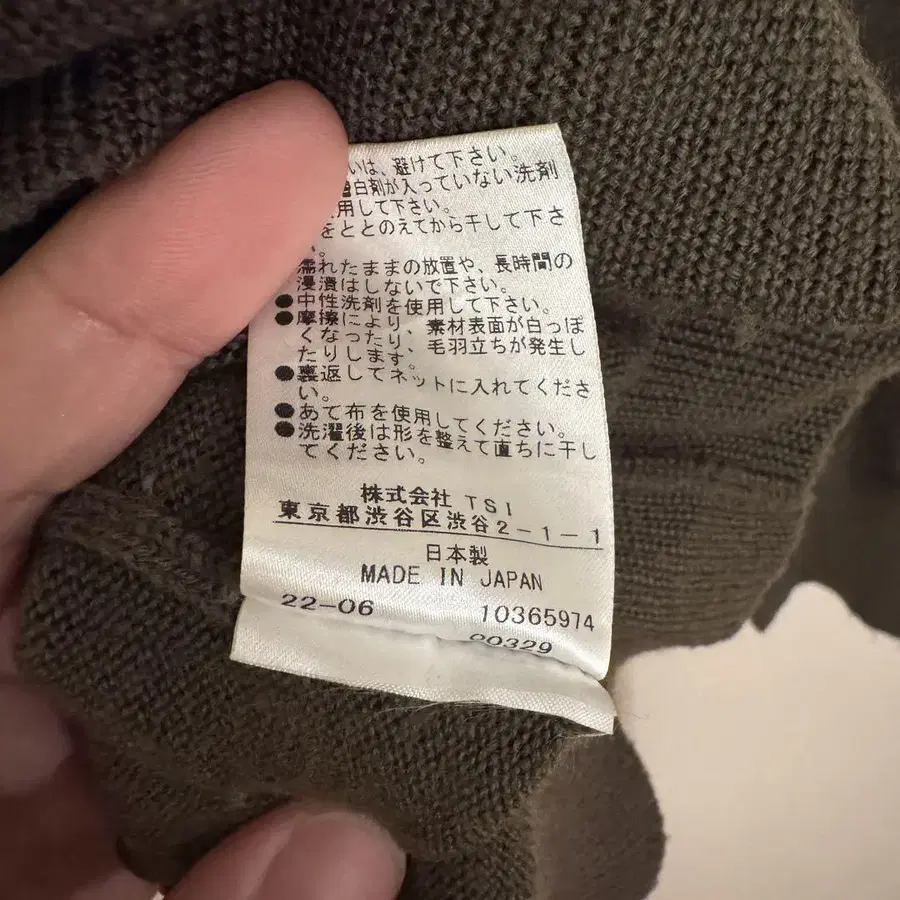 いは、避けて下さい。
白剤が入っていない洗剤
用して下さい。
をととのえてから干して下さ
い。
濡れたままの放置や、長時間の
浸漬はしないで下さい。
●中性洗剤を使用して下さい。
●摩擦により、素材表面が白っぽ
くなったり、毛羽立ちが発生し
たりします。
●裏返してネットに入れてくださ
い。
●あて布を使用してください。
●洗濯後は形を整えて直ちに干し
てください。
株式会社 TSI
東京都渋谷区渋谷2-1-1
日本製
MADE IN JAPAN
22-06 10365974
00329